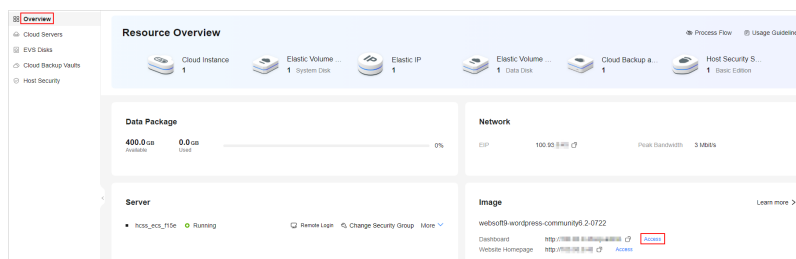 Overview
Cloud Servers
EVS Disks
Cloud Backup Vaults
Host Security
Resource Overview
Process Flow
Usage Guideline
Cloud Instance
1
Elastic Volume ...
1 System Disk
Elastic IP
1
Elastic Volume ...
1 Data Disk
Cloud Backup a...
1
Host Security S...
1 Basic Edition
Data Package
400.0 GB
Available
0.0 GB
Used
0%
Network
EIP 100.93
Peak Bandwidth 3 Mbit/s
Server
hcss_ecs_f15e Running
Remote Login Change Security Group More
Image
Learn more >
websoft9-wordpress-community6.2-0722
Dashboard http:// Access
Website Homepage http:// Access